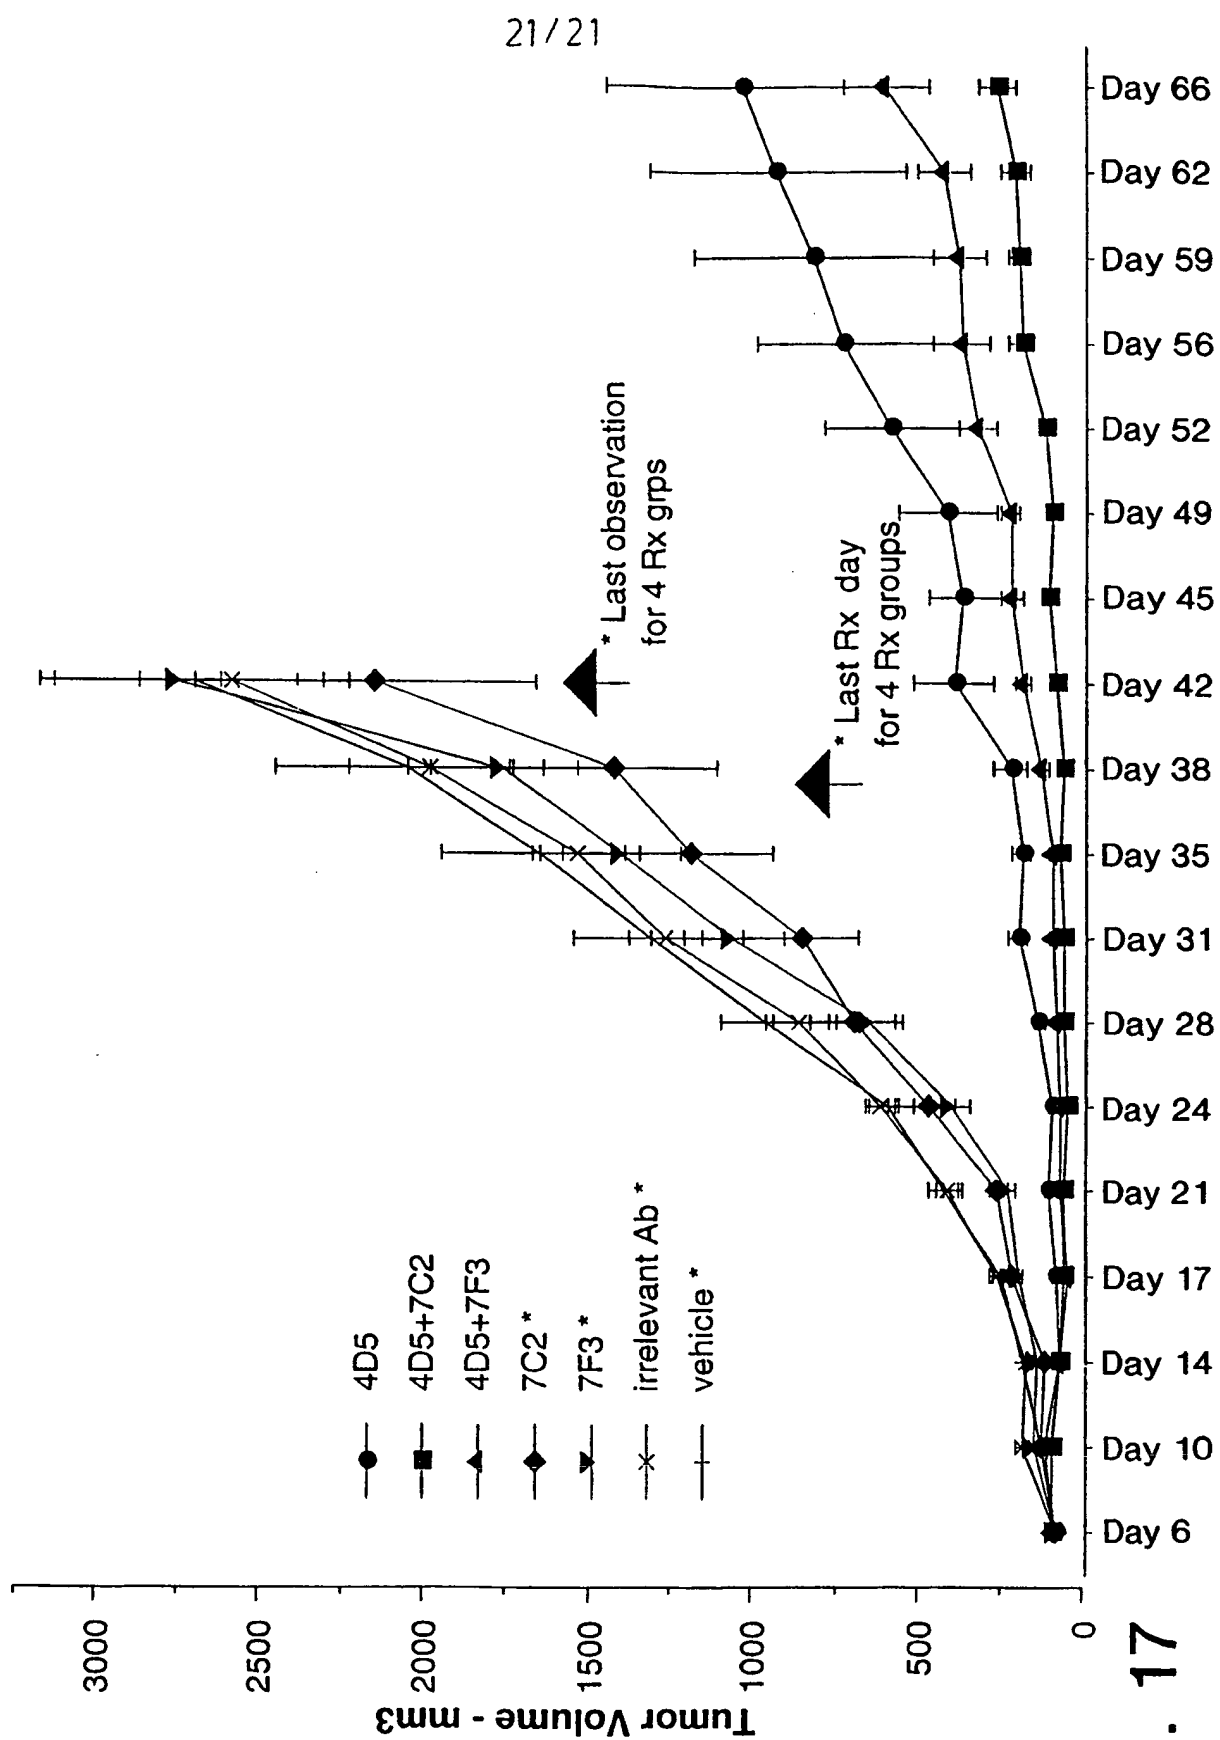 21/21
4D5
4D5+7C2
4D5+7F3
7C2 *
7F3 *
irrelevant Ab *
vehicle *
* Last observation
for 4 Rx grps
* Last Rx day
for 4 Rx groups
Tumor Volume - mm3
3000
2500
2000
1500
1000
500
0
Day 6
Day 10
Day 14
Day 17
Day 21
Day 24
Day 28
Day 31
Day 35
Day 38
Day 42
Day 45
Day 49
Day 52
Day 56
Day 59
Day 62
Day 66
. 17